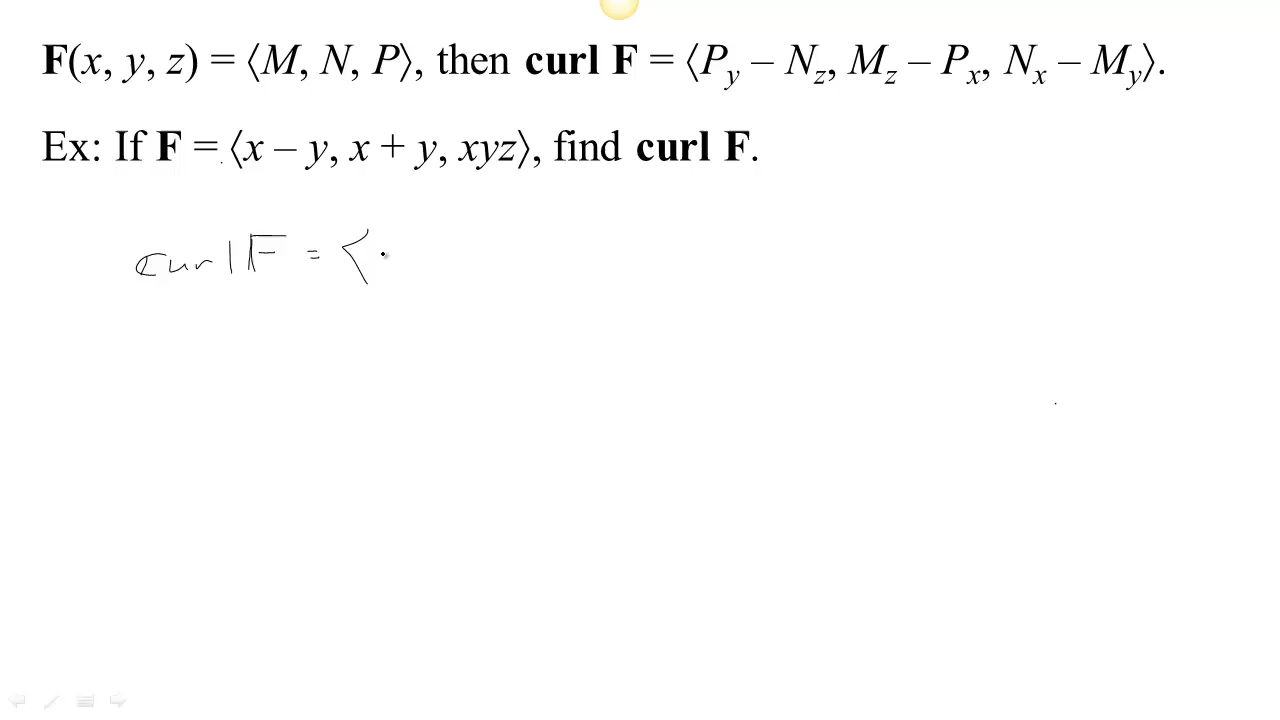 F(x, y, z) = ⟨M, N, P⟩, then curl F = ⟨P_y – N_z, M_z – P_x, N_x – M_y⟩.
Ex: If F = ⟨x – y, x + y, xyz⟩, find curl F.
curl F = ⟨